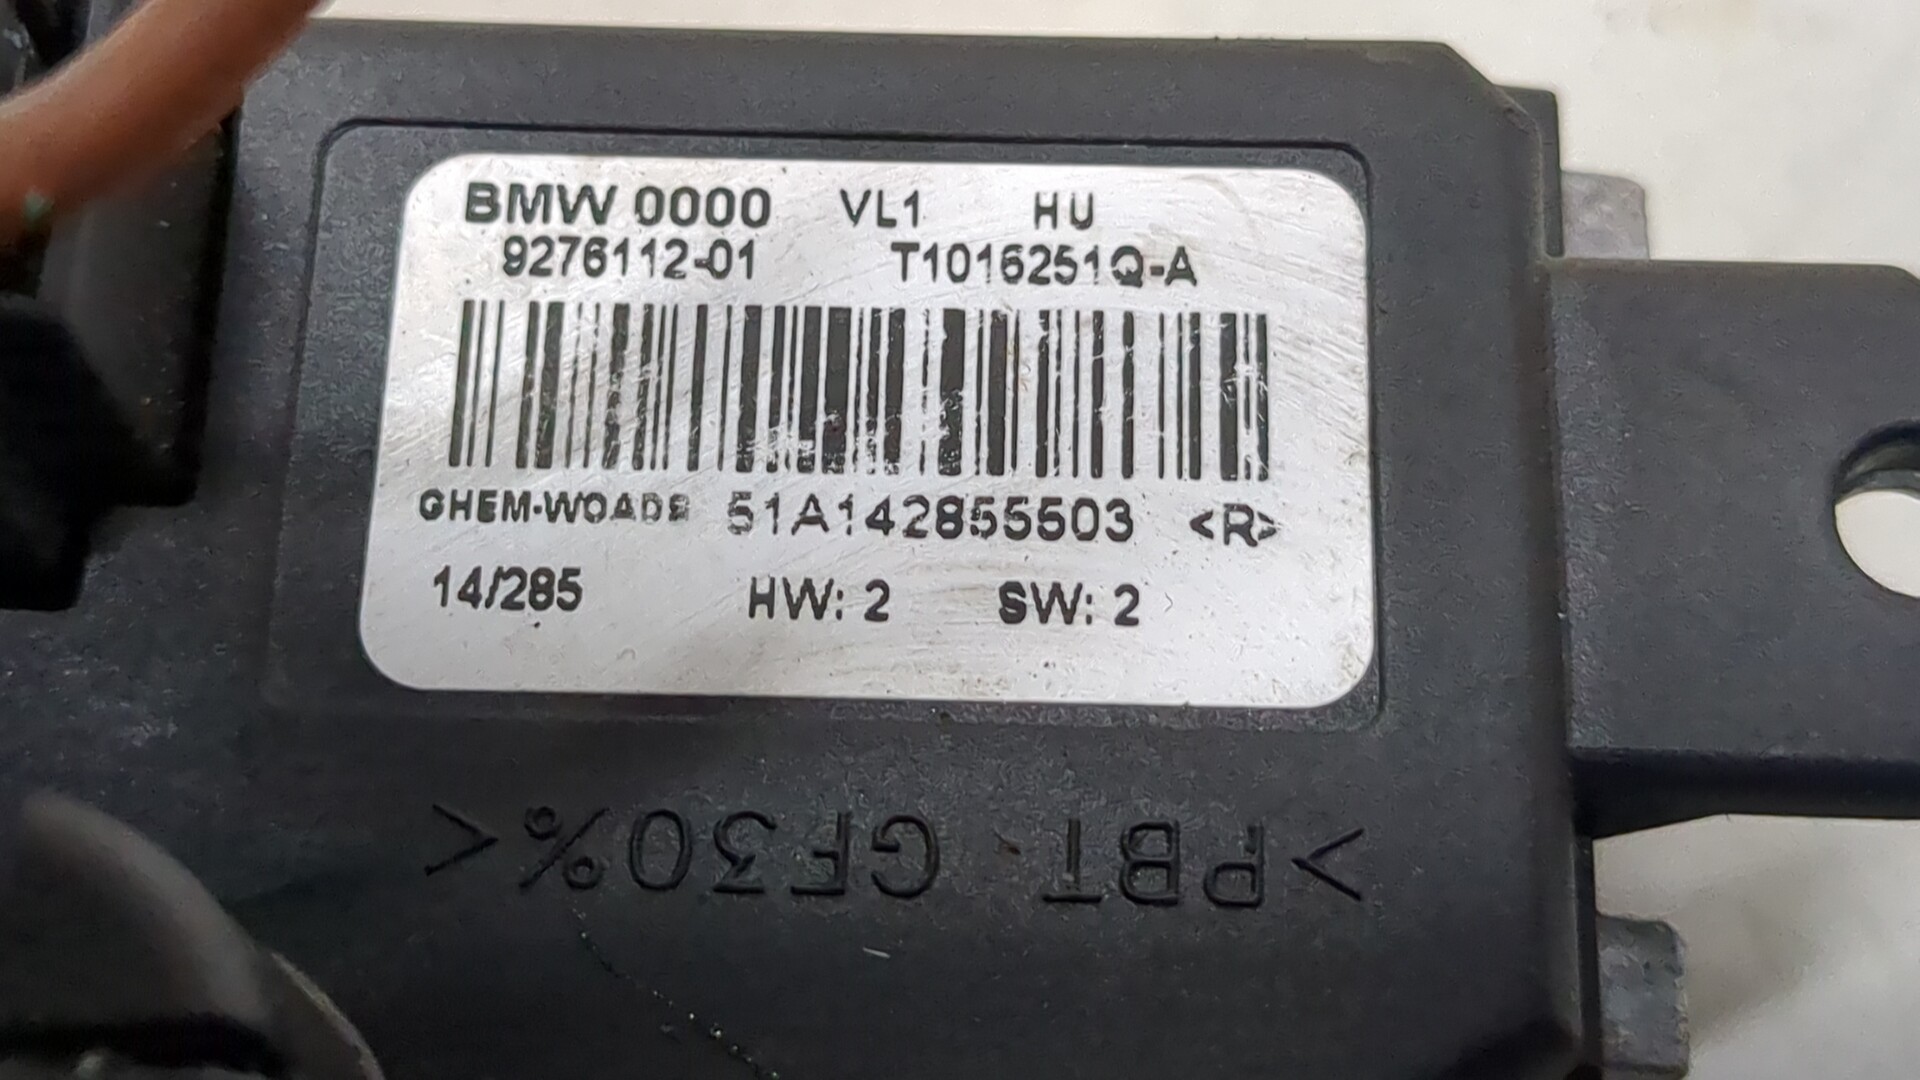 BMW 0000 VL1 HU
9276112-01 T1016251Q-A
51A142855503 <R>
14/285 HW: 2 SW: 2
>PBT GF30%<